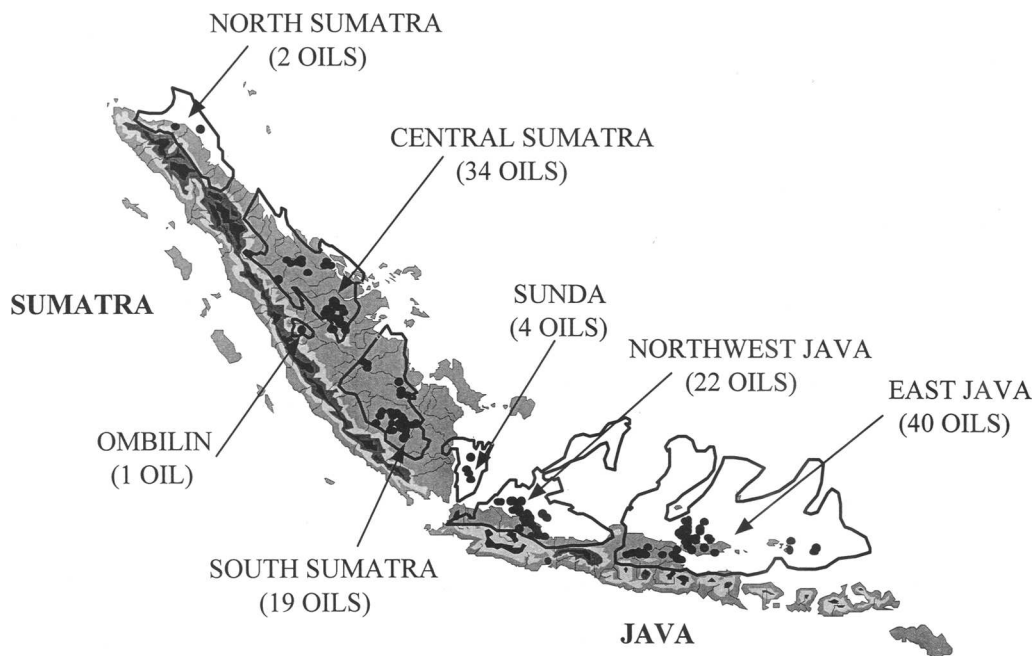 NORTH SUMATRA
(2 OILS)
CENTRAL SUMATRA
(34 OILS)
SUMATRA
SUNDA
(4 OILS)
NORTHWEST JAVA
(22 OILS)
EAST JAVA
(40 OILS)
OMBILIN
(1 OIL)
SOUTH SUMATRA
(19 OILS)
JAVA